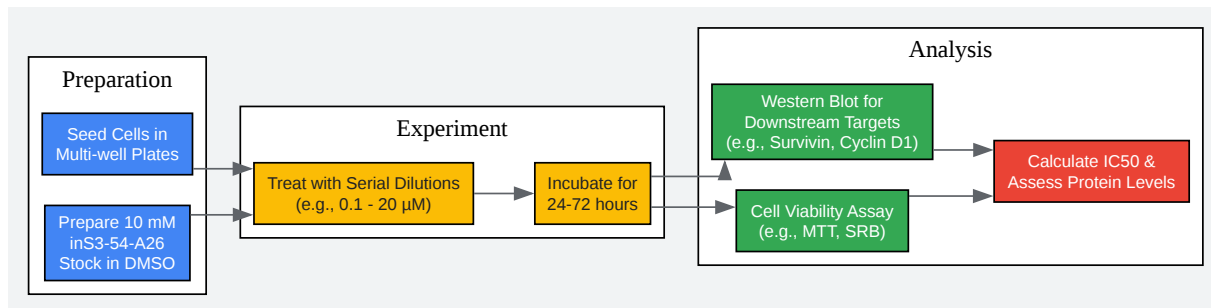 Preparation
Seed Cells in
Multi-well Plates
Prepare 10 mM
inS3-54-A26
Stock in DMSO
Experiment
Treat with Serial Dilutions
(e.g., 0.1 - 20 µM)
Incubate for
24-72 hours
Analysis
Western Blot for
Downstream Targets
(e.g., Survivin, Cyclin D1)
Cell Viability Assay
(e.g., MTT, SRB)
Calculate IC50 &
Assess Protein Levels